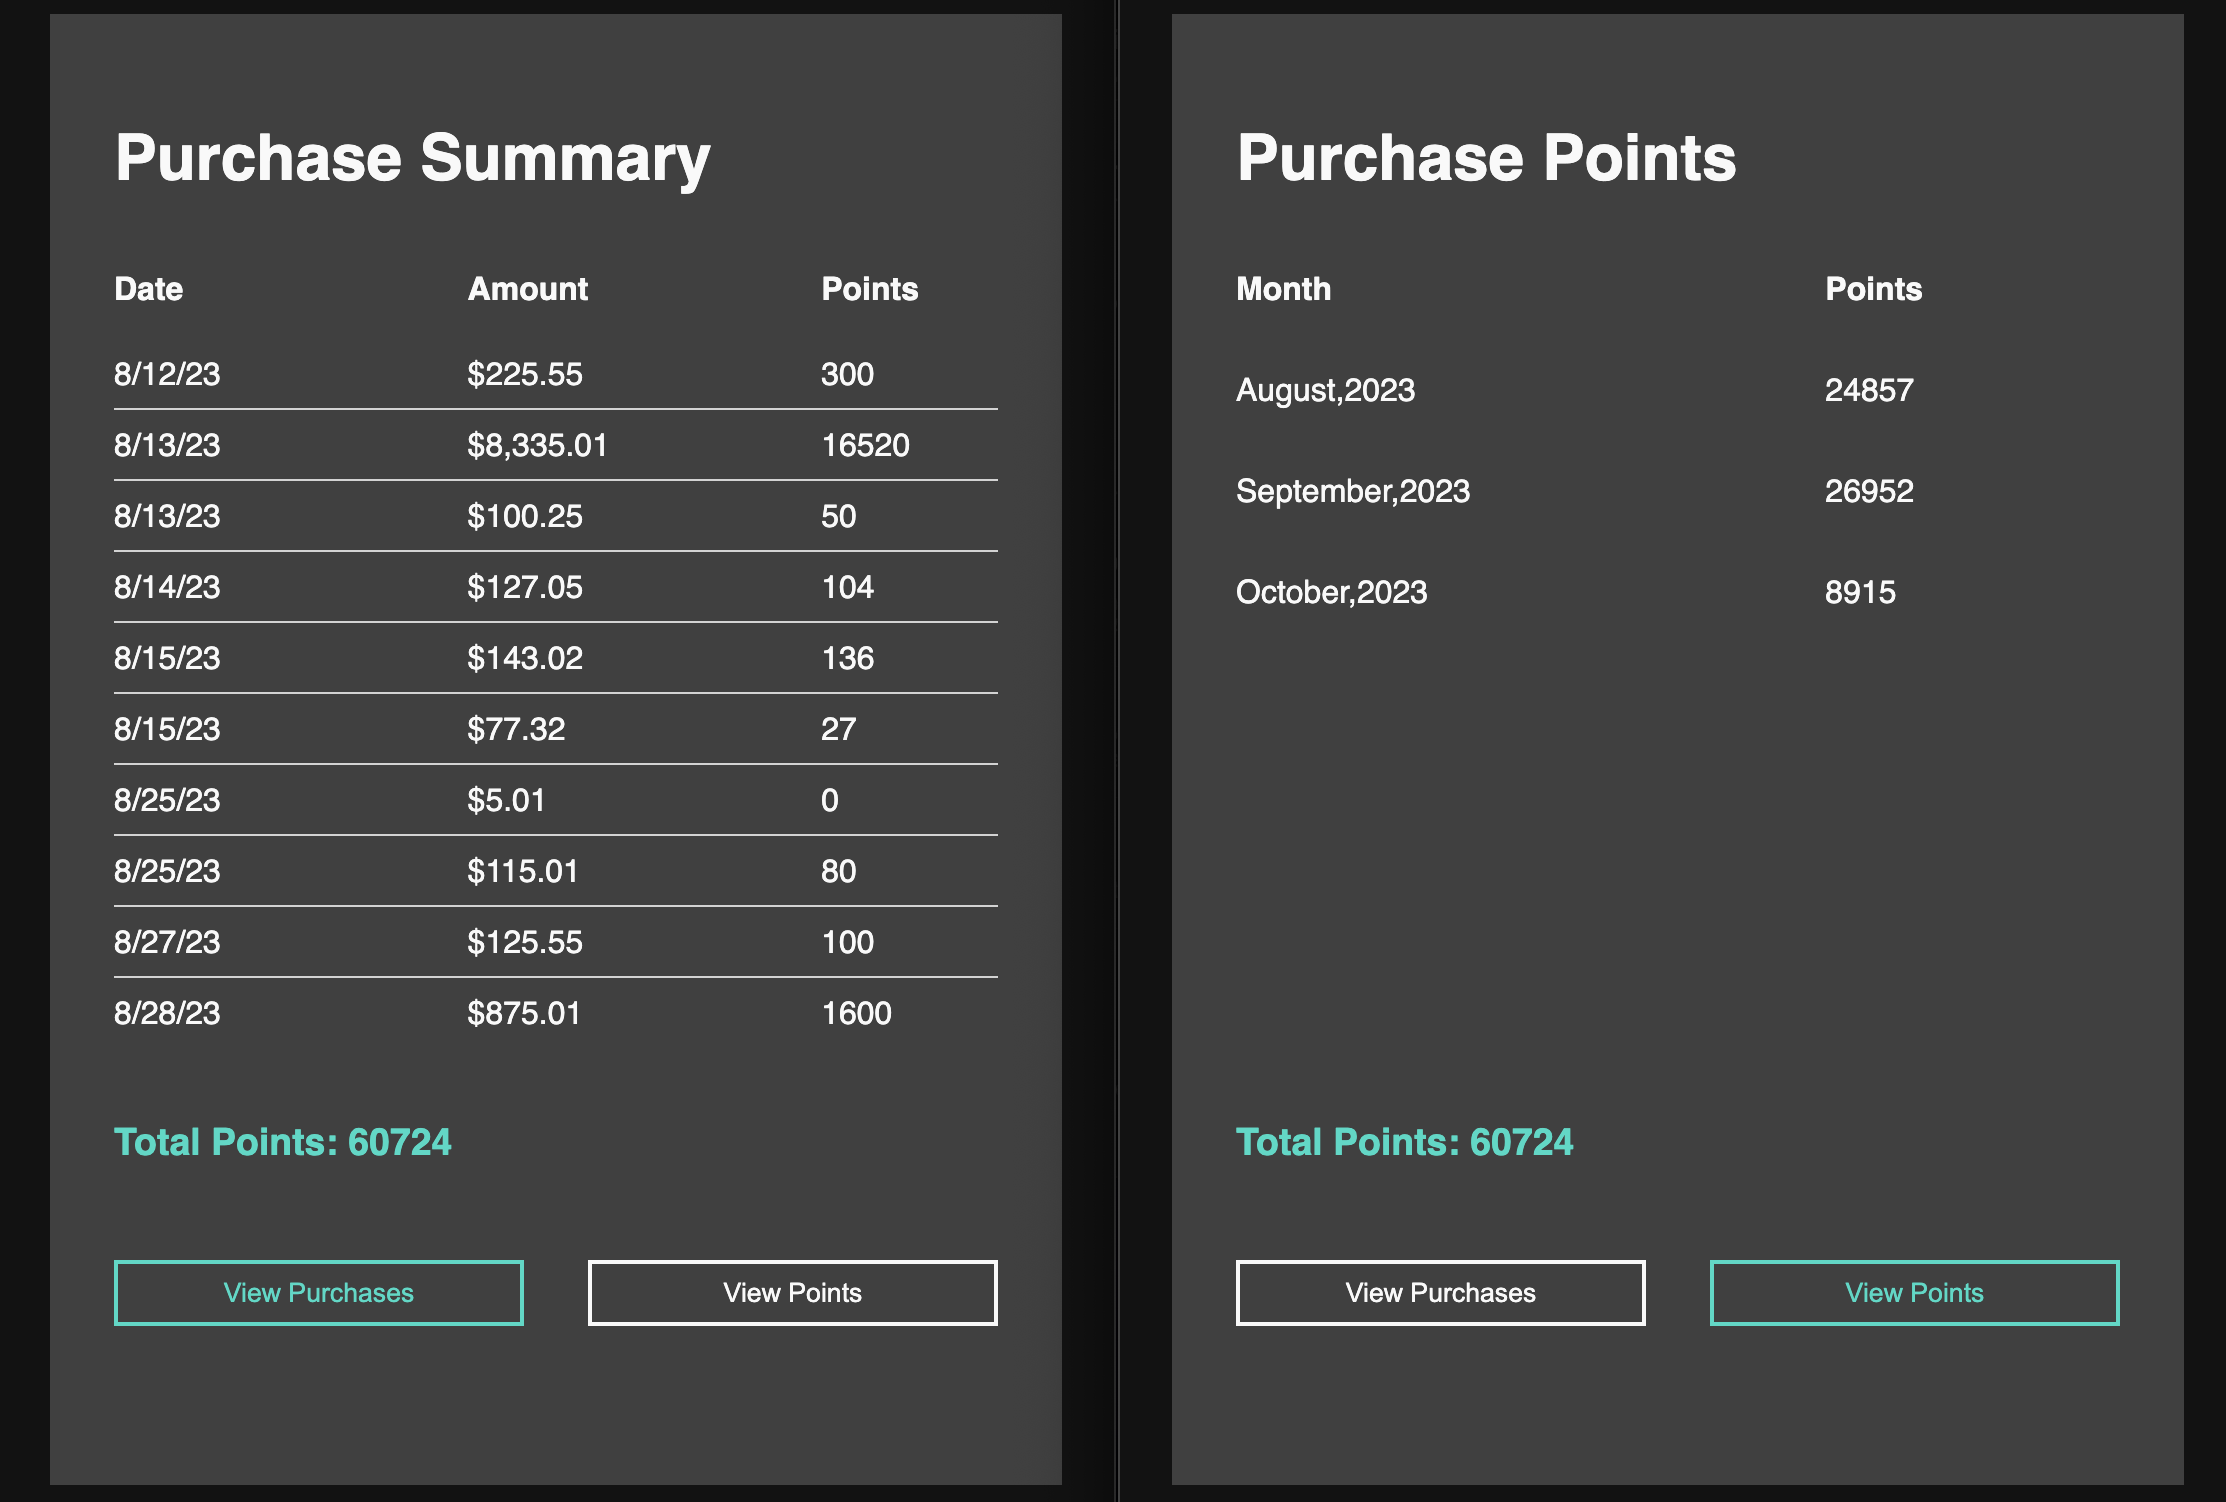 Purchase Summary
Date Amount Points
8/12/23 $225.55 300
8/13/23 $8,335.01 16520
8/13/23 $100.25 50
8/14/23 $127.05 104
8/15/23 $143.02 136
8/15/23 $77.32 27
8/25/23 $5.01 0
8/25/23 $115.01 80
8/27/23 $125.55 100
8/28/23 $875.01 1600
Total Points: 60724
View Purchases View Points
Purchase Points
Month Points
August,2023 24857
September,2023 26952
October,2023 8915
Total Points: 60724
View Purchases View Points